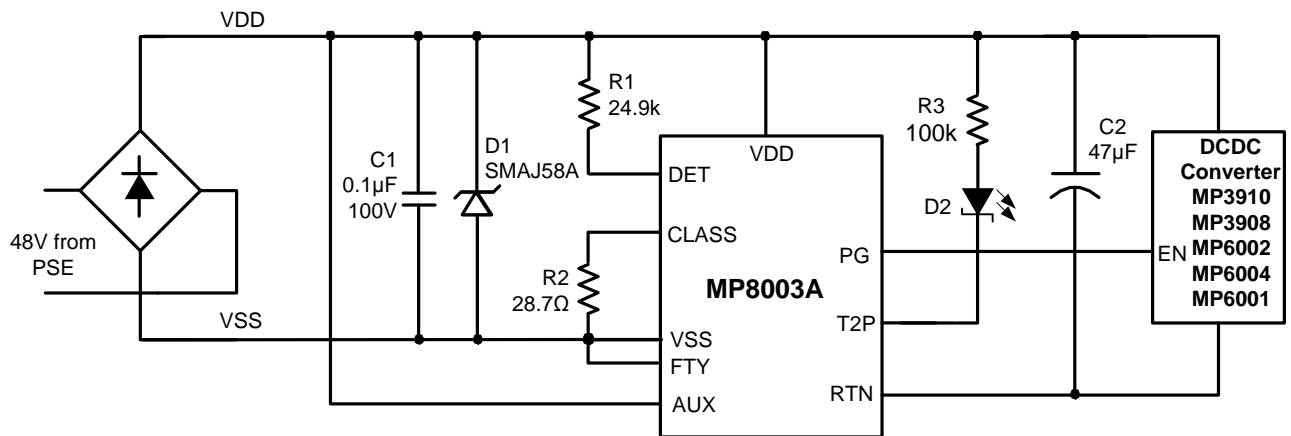 VDD
R1
24.9k
C1
0.1µF
100V
D1
SMAJ58A
DET
VDD
R3
100k
C2
47µF
DCDC
Converter
MP3910
MP3908
MP6002
MP6004
MP6001
EN
D2
48V from
PSE
CLASS
R2
28.7Ω
MP8003A
PG
T2P
VSS
VSS
FTY
AUX
RTN